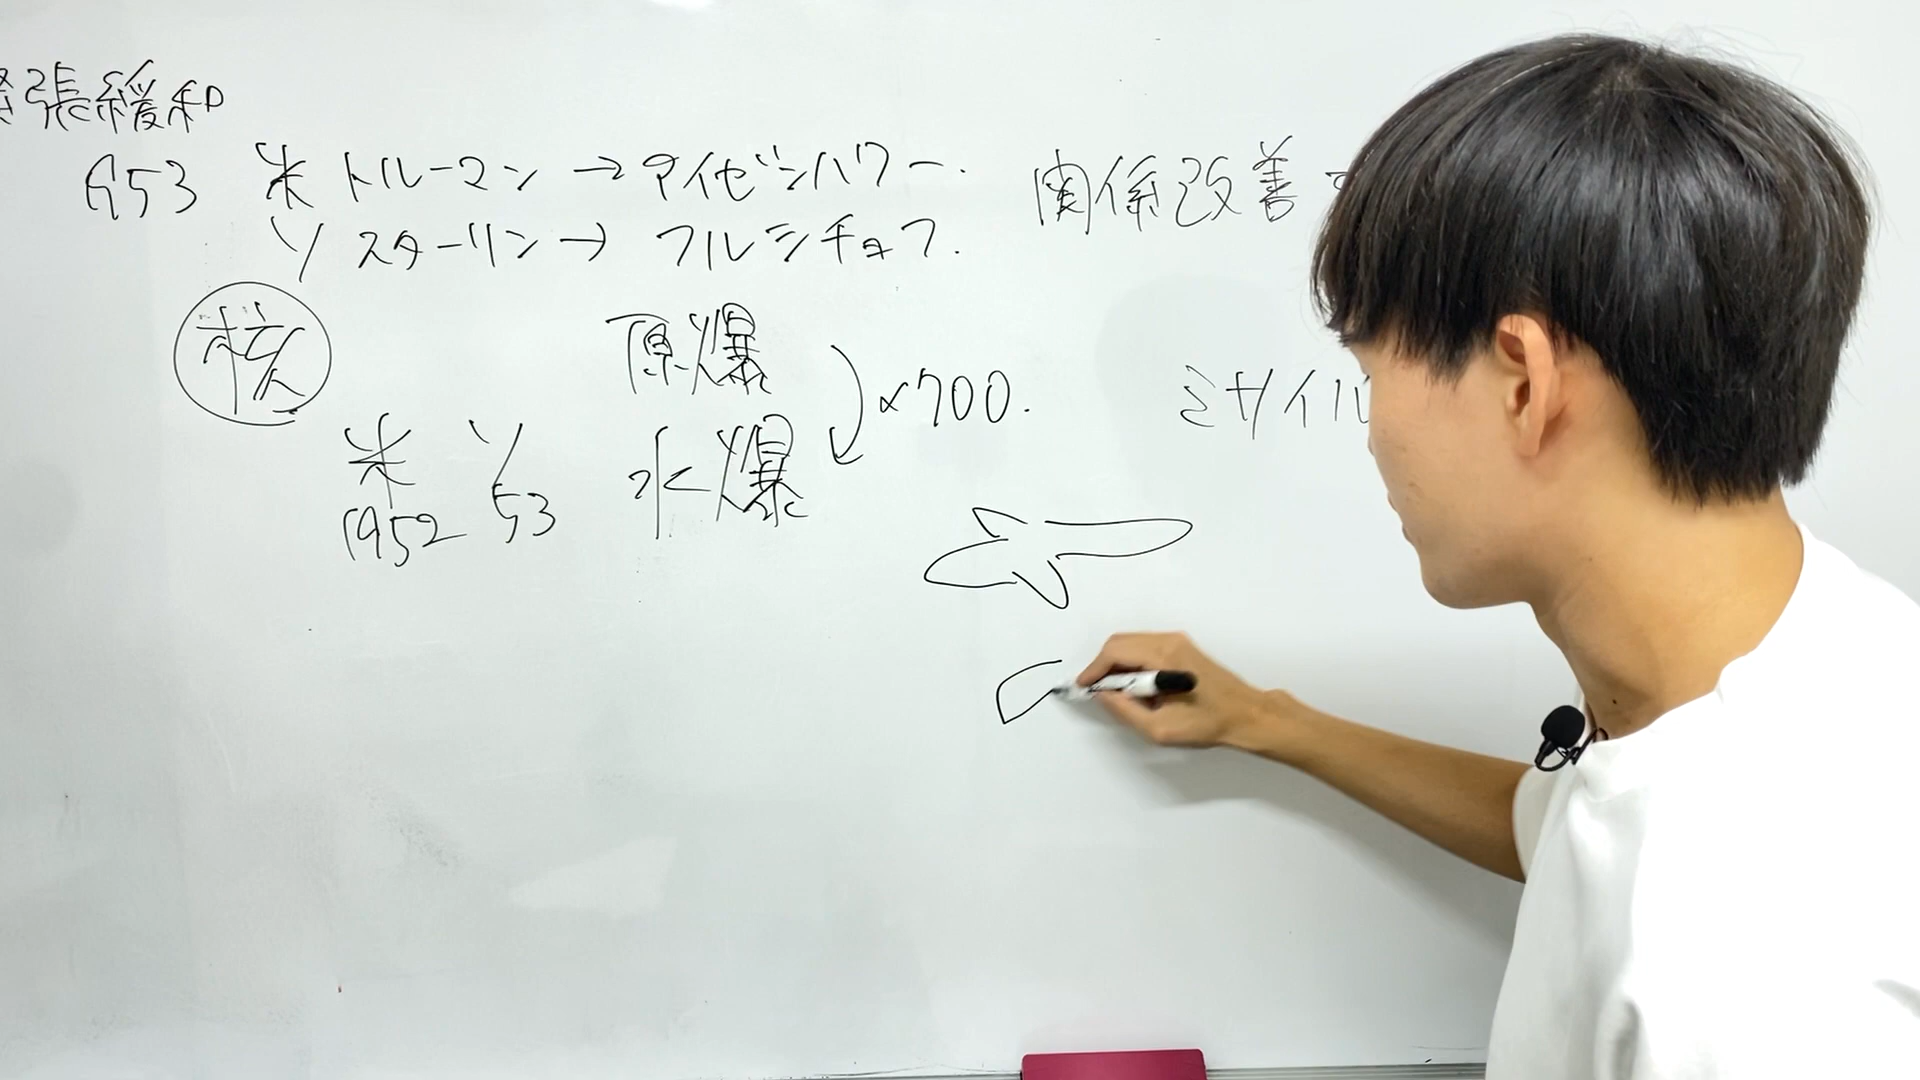 緊張緩和
1953 米 トルーマン → アイゼンハワー. 関係改善
ソ スターリン → フルシチョフ.
核 原爆 ×700. ミサイル
米 ソ 水爆
1952 53